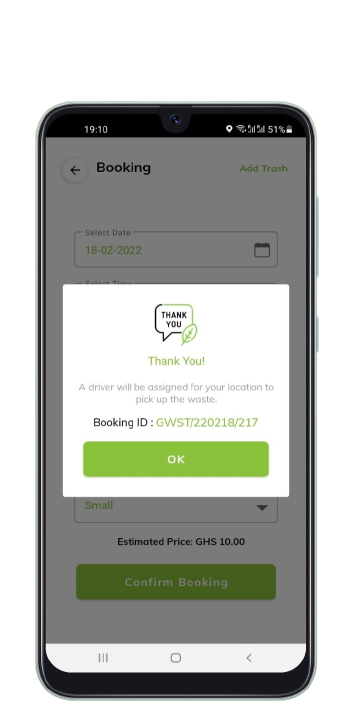 19:10
51%
Booking
Add Trash
Select Date
18-02-2022
Select Time
THANK
YOU
Thank You!
A driver will be assigned for your location to
pick up the waste.
Booking ID : GWST/220218/217
OK
Small
Estimated Price: GHS 10.00
Confirm Booking